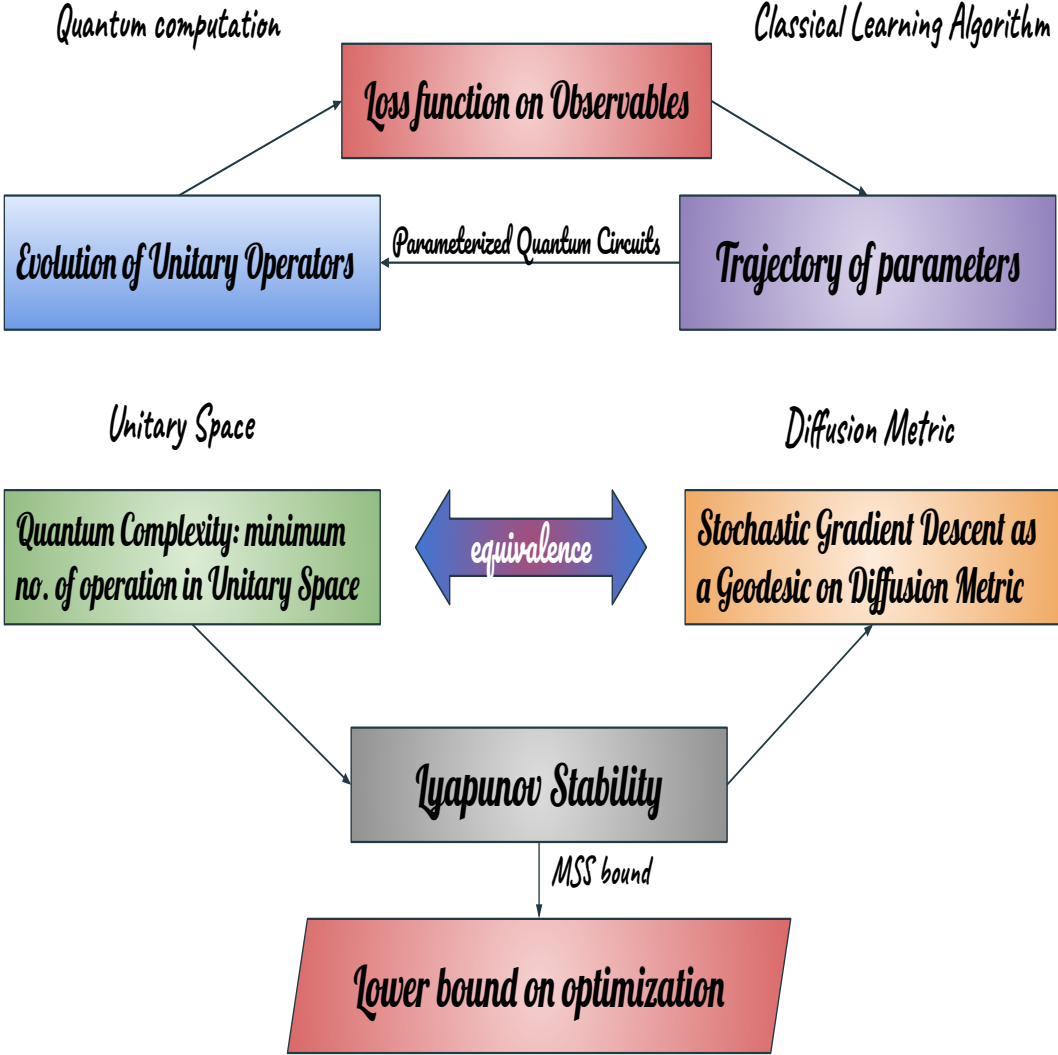 Quantum computation
Classical Learning Algorithm
Loss function on Observables
Evolution of Unitary Operators
Parameterized Quantum Circuits
Trajectory of parameters
Unitary Space
Diffusion Metric
Quantum Complexity: minimum
no. of operation in Unitary Space
equivalence
Stochastic Gradient Descent as
a Geodesic on Diffusion Metric
Lyapunov Stability
MSS bound
Lower bound on optimization